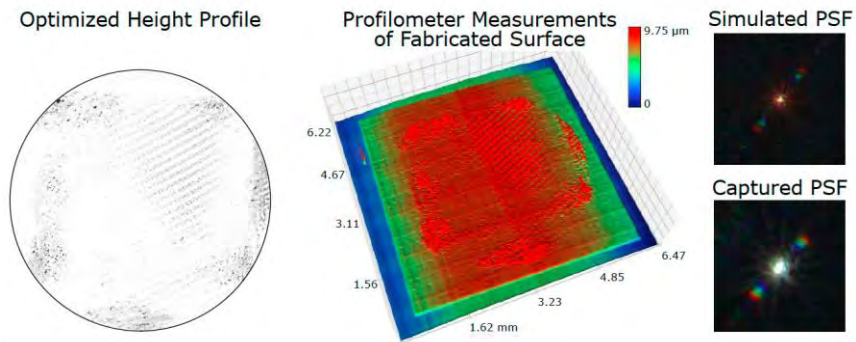 Optimized Height Profile
Profilometer Measurements
of Fabricated Surface
9.75 µm
0
6.22
4.67
3.11
1.56
1.62 mm
3.23
4.85
6.47
Simulated PSF
Captured PSF